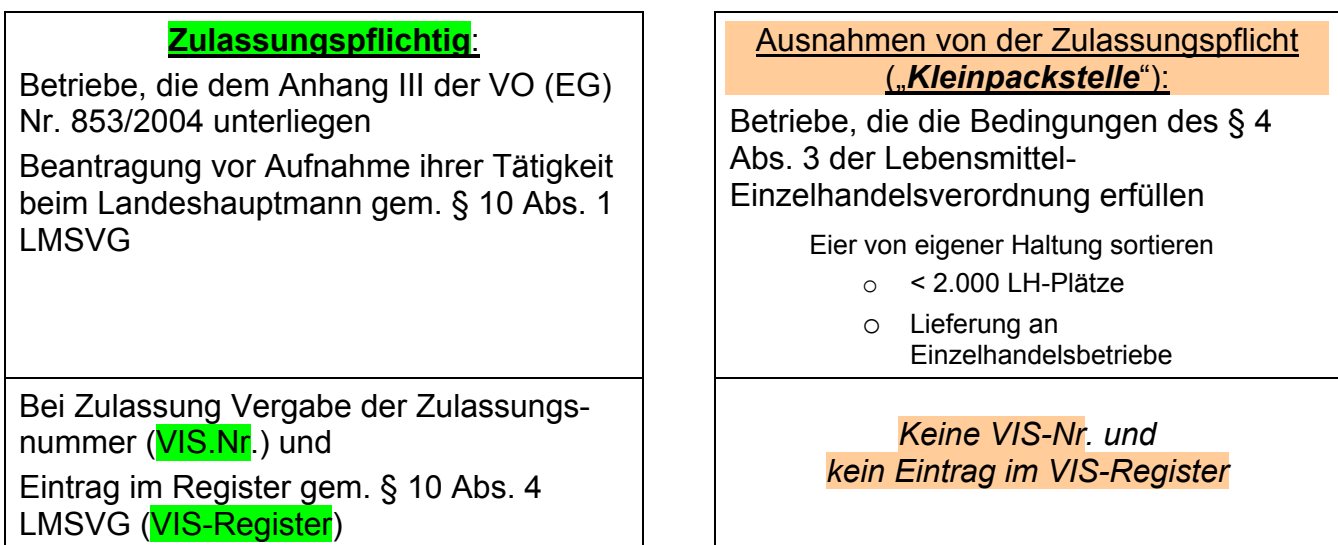 Zulassungspflichtig:
Betriebe, die dem Anhang III der VO (EG)
Nr. 853/2004 unterliegen
Beantragung vor Aufnahme ihrer Tätigkeit
beim Landeshauptmann gem. § 10 Abs. 1
LMSVG
Bei Zulassung Vergabe der Zulassungs-
nummer (VIS.Nr.) und
Eintrag im Register gem. § 10 Abs. 4
LMSVG (VIS-Register)
Ausnahmen von der Zulassungspflicht
(„Kleinpackstelle“):
Betriebe, die die Bedingungen des § 4
Abs. 3 der Lebensmittel-
Einzelhandelsverordnung erfüllen
Eier von eigener Haltung sortieren
o < 2.000 LH-Plätze
o Lieferung an
Einzelhandelsbetriebe
Keine VIS-Nr. und
kein Eintrag im VIS-Register